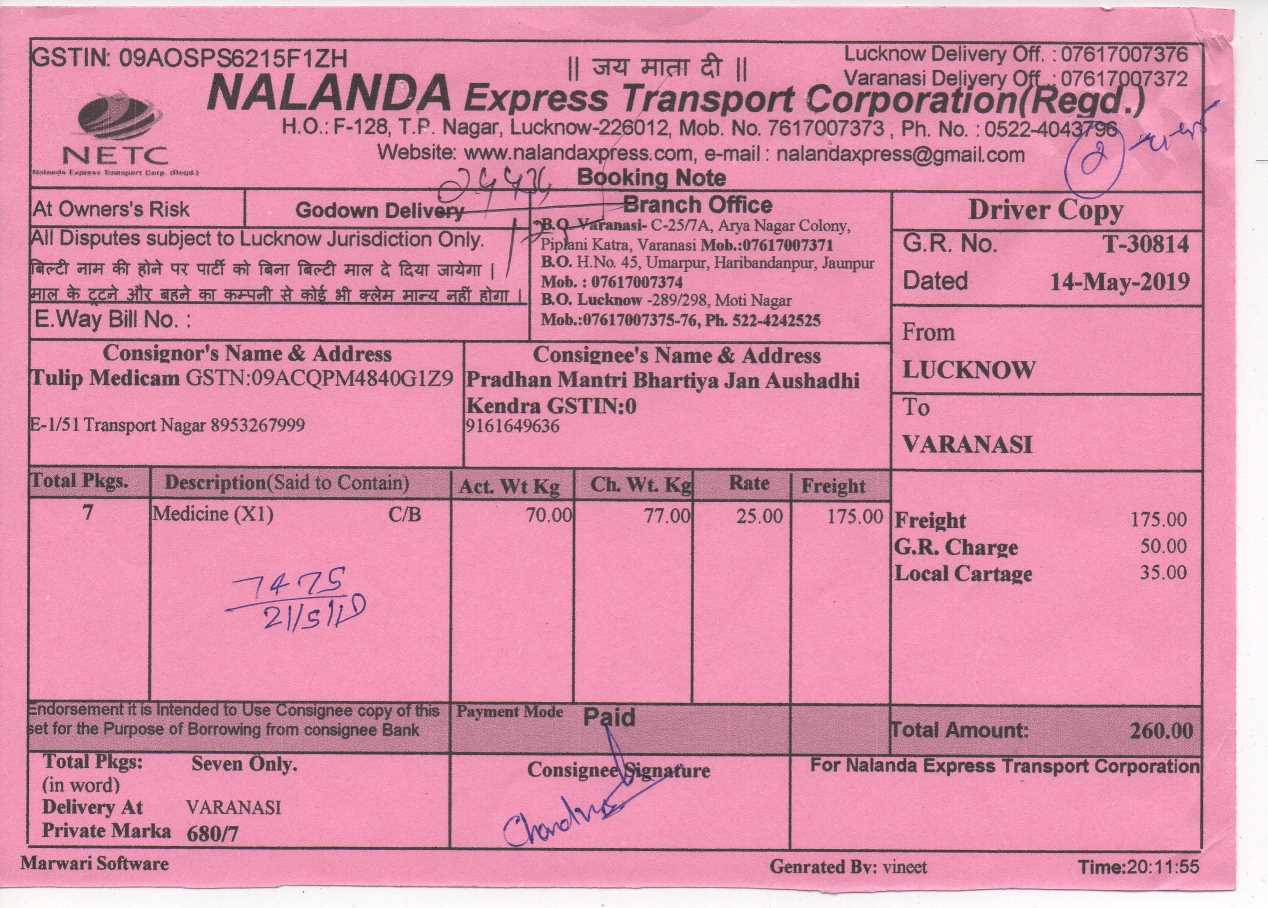 GSTIN: 09AOSPS6215F1ZH
|| जय माता दी ||
Lucknow Delivery Off. : 07617007376
Varanasi Delivery Off. : 07617007372
NALANDA Express Transport Corporation(Regd.)
H.O.: F-128, T.P. Nagar, Lucknow-226012, Mob. No. 7617007373 , Ph. No. : 0522-4043796
Website: www.nalandaxpress.com, e-mail : nalandaxpress@gmail.com
NETC
Nalanda Express Transport Corp. (Regd.)
Booking Note
At Owners's Risk
Godown Delivery
All Disputes subject to Lucknow Jurisdiction Only.
बिल्टी नाम की होने पर पार्टी को बिना बिल्टी माल दे दिया जायेगा |
माल के टूटने और बहने का कम्पनी से कोई भी क्लेम मान्य नहीं होगा |
E.Way Bill No. :
Branch Office
B.O. Varanasi- C-25/7A, Arya Nagar Colony,
Piplani Katra, Varanasi Mob.:07617007371
B.O. H.No. 45, Umarpur, Haribandanpur, Jaunpur
Mob. : 07617007374
B.O. Lucknow -289/298, Moti Nagar
Mob.:07617007375-76, Ph. 522-4242525
Driver Copy
G.R. No. T-30814
Dated 14-May-2019
From
LUCKNOW
To
VARANASI
Consignor's Name & Address
Tulip Medicam GSTN:09ACQPM4840G1Z9
E-1/51 Transport Nagar 8953267999
Consignee's Name & Address
Pradhan Mantri Bhartiya Jan Aushadhi
Kendra GSTIN:0
9161649636
Total Pkgs. Description(Said to Contain) Act. Wt Kg Ch. Wt. Kg Rate Freight
7 Medicine (X1) C/B 70.00 77.00 25.00 175.00
7475
21/5/19
Freight 175.00
G.R. Charge 50.00
Local Cartage 35.00
Endorsement it is Intended to Use Consignee copy of this
set for the Purpose of Borrowing from consignee Bank
Payment Mode Paid
Total Amount: 260.00
Total Pkgs: Seven Only.
(in word)
Delivery At VARANASI
Private Marka 680/7
Consignee Signature
For Nalanda Express Transport Corporation
Marwari Software
Genrated By: vineet
Time:20:11:55